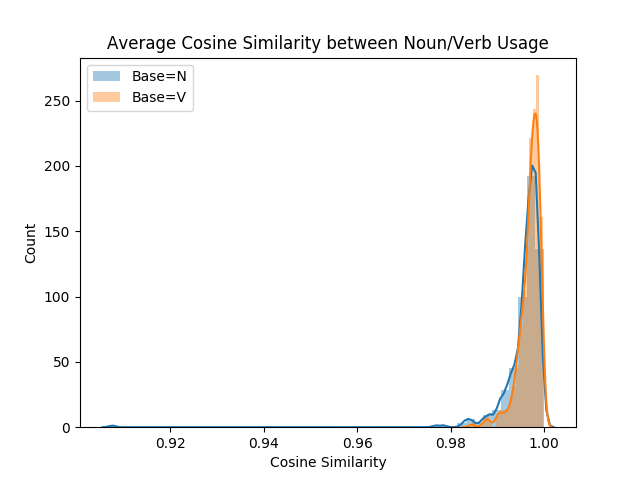 Average Cosine Similarity between Noun/Verb Usage
Base=N
Base=V
250
200
150
100
50
0
Count
0.92 0.94 0.96 0.98 1.00
Cosine Similarity